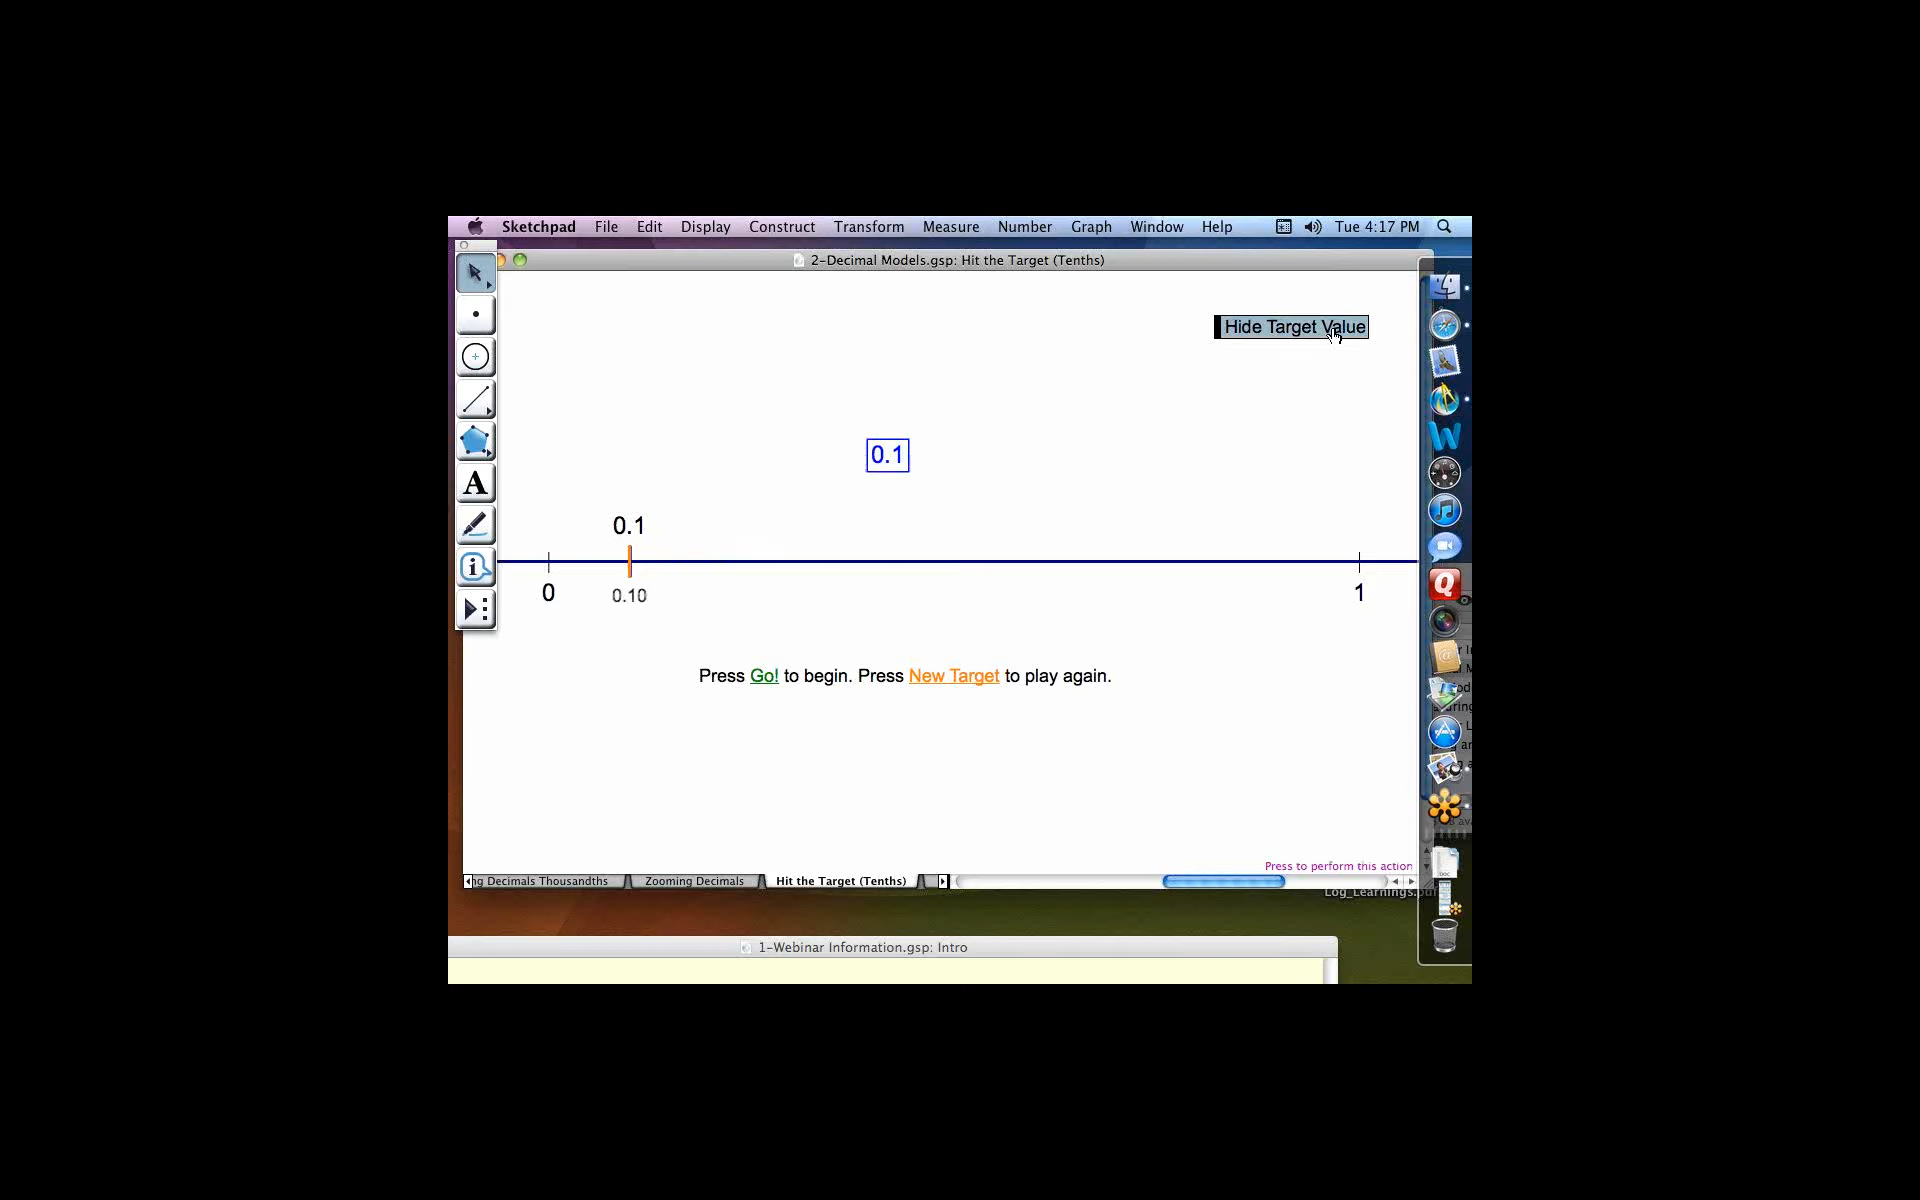 Sketchpad File Edit Display Construct Transform Measure Number Graph Window Help Tue 4:17 PM
2-Decimal Models.gsp: Hit the Target (Tenths)
Hide Target Value
0.1
0.1
0 0.10 1
Press Go! to begin. Press New Target to play again.
Press to perform this action
ng Decimals Thousandths Zooming Decimals Hit the Target (Tenths)
Log_Learnings.
1-Webinar Information.gsp: Intro